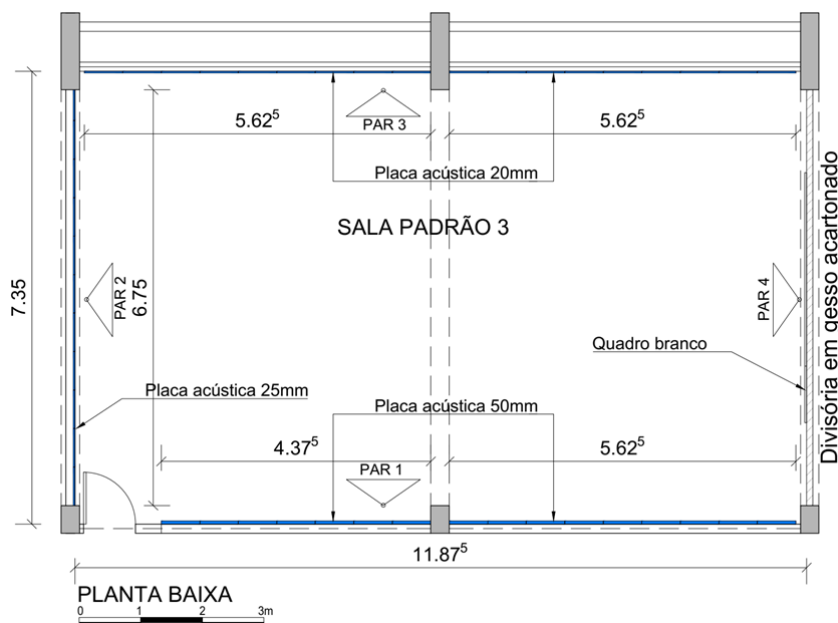 5.62⁵
5.62⁵
PAR 3
Placa acústica 20mm
SALA PADRÃO 3
7.35
PAR 2
6.75
PAR 4
Divisória em gesso acartonado
Quadro branco
Placa acústica 25mm
Placa acústica 50mm
4.37⁵
5.62⁵
PAR 1
11.87⁵
PLANTA BAIXA
0 1 2 3m